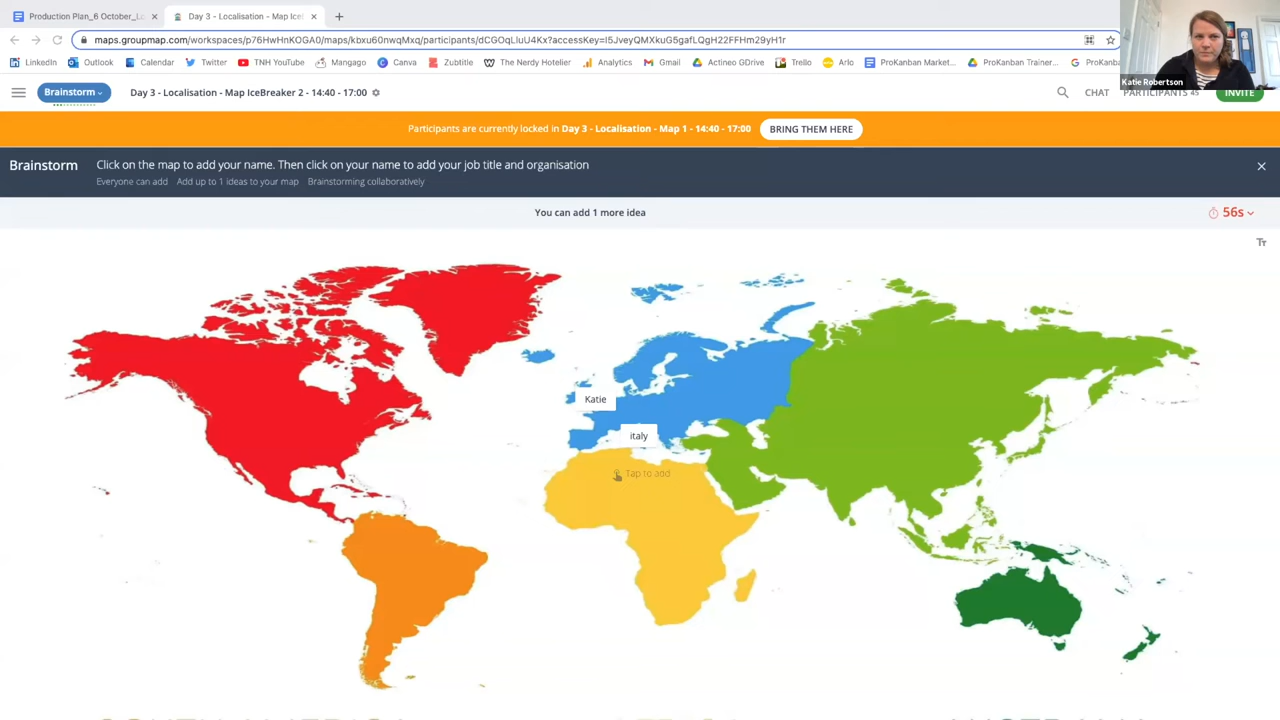 Production_Plan_6 October_Lo
Day 3 - Localisation - Map IceB
maps.groupmap.com/workspaces/p76HwHnKOGA0/maps/kbxu60nwqMxq/participants/dCGOqLIuU4Kx?accessKey=I5JveyQMXkuG5gafLQgH22FFHm29yH1r
LinkedIn Outlook Calendar Twitter TNH YouTube Mangago Canva Zubtitle The Nerdy Hotelier Analytics Gmail Actineo GDrive Trello Arlo ProKanban Market... ProKanban Trainer... ProKanba
Katie Robertson
Brainstorm Day 3 - Localisation - Map IceBreaker 2 - 14:40 - 17:00 CHAT PARTICIPANTS 45 INVITE
Participants are currently locked in Day 3 - Localisation - Map 1 - 14:40 - 17:00 BRING THEM HERE
Brainstorm Click on the map to add your name. Then click on your name to add your job title and organisation
Everyone can add Add up to 1 ideas to your map Brainstorming collaboratively
You can add 1 more idea 56s
Tт
Katie
italy
Tap to add